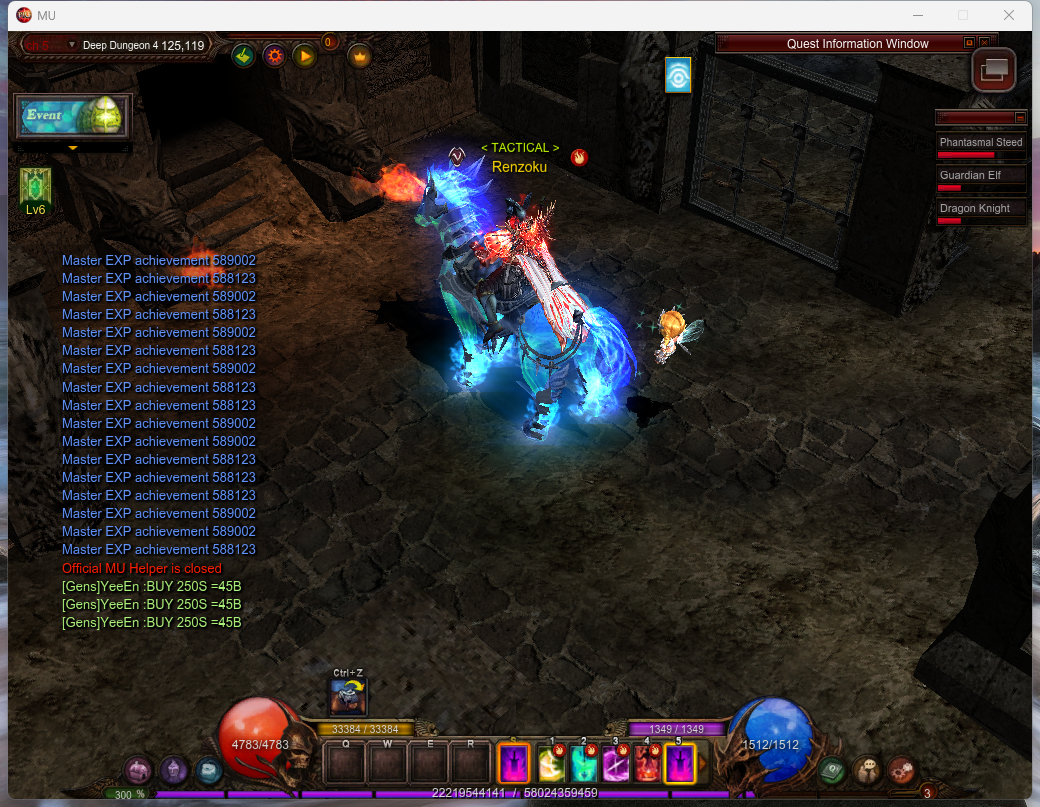 MU
Ch 5
Deep Dungeon 4 125,119
0
Quest Information Window
Event
Lv6
< TACTICAL >
Renzoku
Phantasmal Steed
Guardian Elf
Dragon Knight
Master EXP achievement 589002
Master EXP achievement 588123
Master EXP achievement 589002
Master EXP achievement 588123
Master EXP achievement 589002
Master EXP achievement 588123
Master EXP achievement 589002
Master EXP achievement 588123
Master EXP achievement 588123
Master EXP achievement 589002
Master EXP achievement 589002
Master EXP achievement 588123
Master EXP achievement 588123
Master EXP achievement 588123
Master EXP achievement 589002
Master EXP achievement 589002
Master EXP achievement 588123
Official MU Helper is closed
[Gens]YeeEn :BUY 250S =45B
[Gens]YeeEn :BUY 250S =45B
[Gens]YeeEn :BUY 250S =45B
Ctrl+Z
33384 / 33384
1349 / 1349
4783/4783
Q W E R
1 2 3 4 5
1512/1512
300 %
22219544141 / 58024359459
3